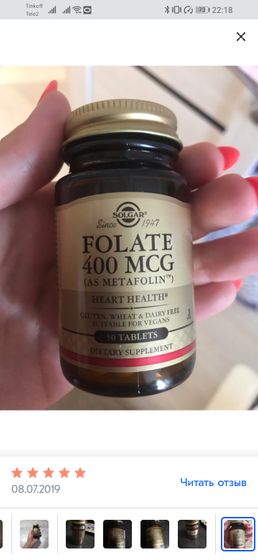 Tinkoff
Tele2
22:18
SOLGAR®
Since 1947
FOLATE
400 MCG
(AS METAFOLIN™)
HEART HEALTH
GLUTEN, WHEAT & DAIRY FREE
SUITABLE FOR VEGANS
50 TABLETS
DIETARY SUPPLEMENT
08.07.2019
Читать отзыв